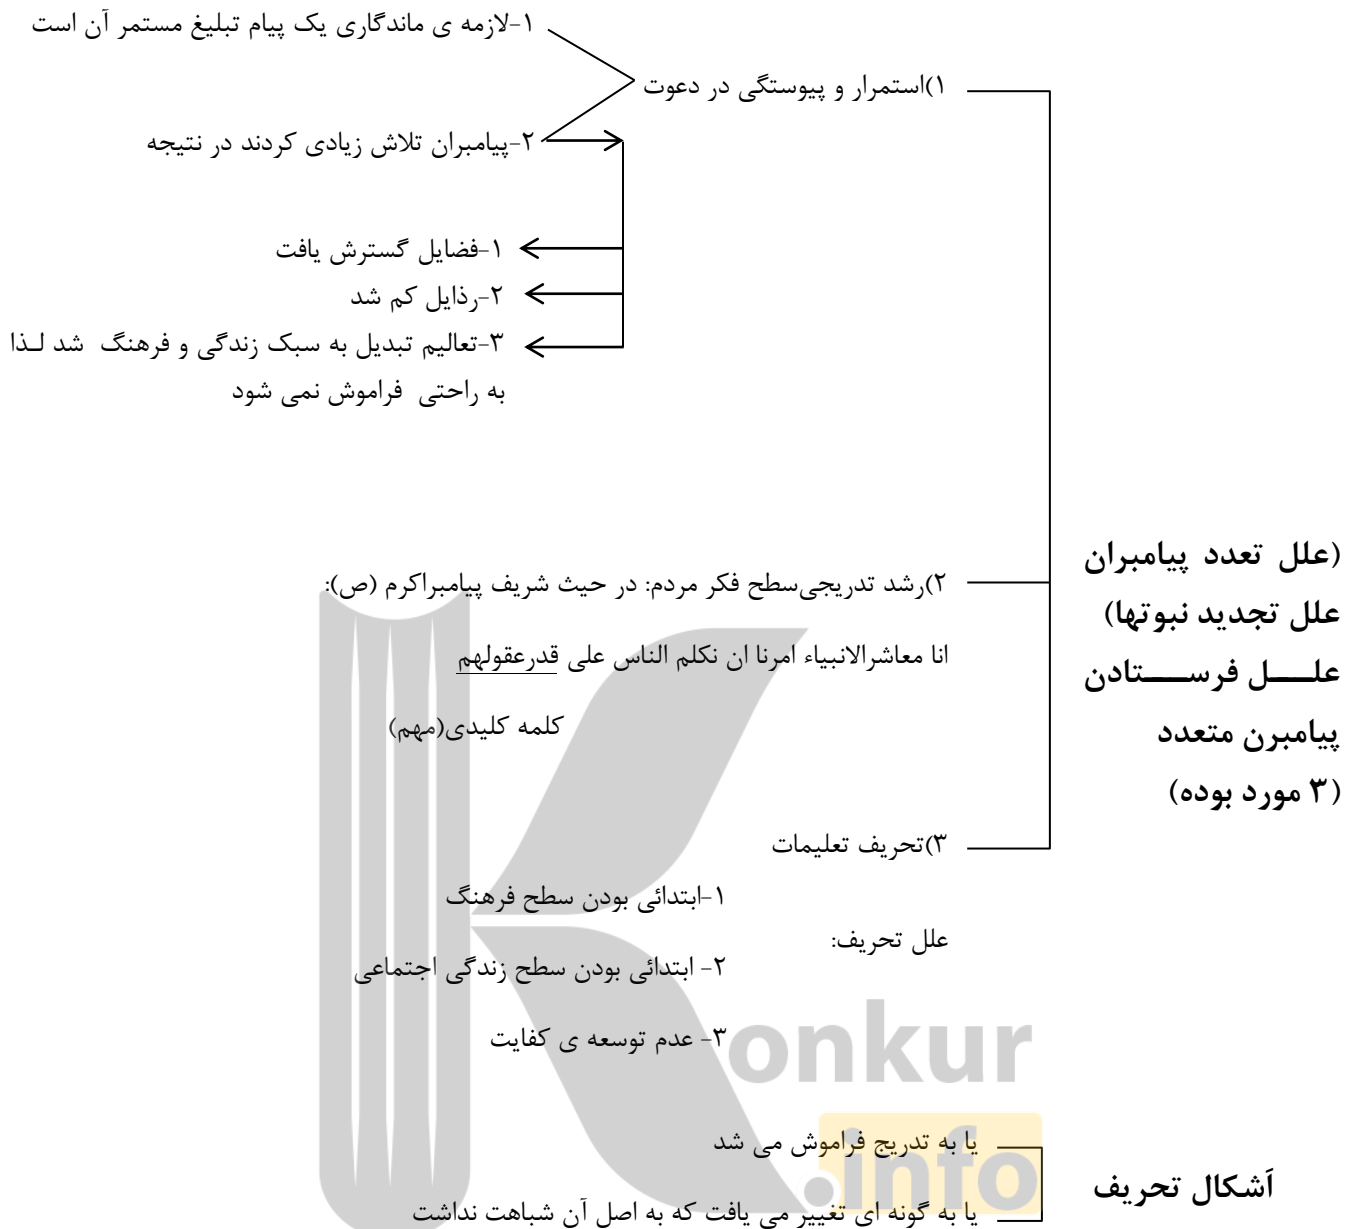 (علل تعدد پیامبران
علل تجدید نبوتها)
علــــل فرســــتادن
پیامبرن متعدد
(۳ مورد بوده)
۱)استمرار و پیوستگی در دعوت
۱-لازمه ی ماندگاری یک پیام تبلیغ مستمر آن است
۲-پیامبران تلاش زیادی کردند در نتیجه
۱-فضایل گسترش یافت
۲-رذایل کم شد
۳-تعالیم تبدیل به سبک زندگی و فرهنگ شد لـذا
به راحتی فراموش نمی شود
۲)رشد تدریجی‌سطح فکر مردم: در حیث شریف پیامبراکرم (ص):
انا معاشرالانبیاء امرنا ان نکلم الناس علی قدرعقولهم
کلمه کلیدی(مهم)
۳)تحریف تعلیمات
علل تحریف:
۱-ابتدائی بودن سطح فرهنگ
۲- ابتدائی بودن سطح زندگی اجتماعی
۳- عدم توسعه ی کفایت
اَشکال تحریف
یا به تدریج فراموش می شد
یا به گونه ای تغییر می یافت که به اصل آن شباهت نداشت
Konkur
.info